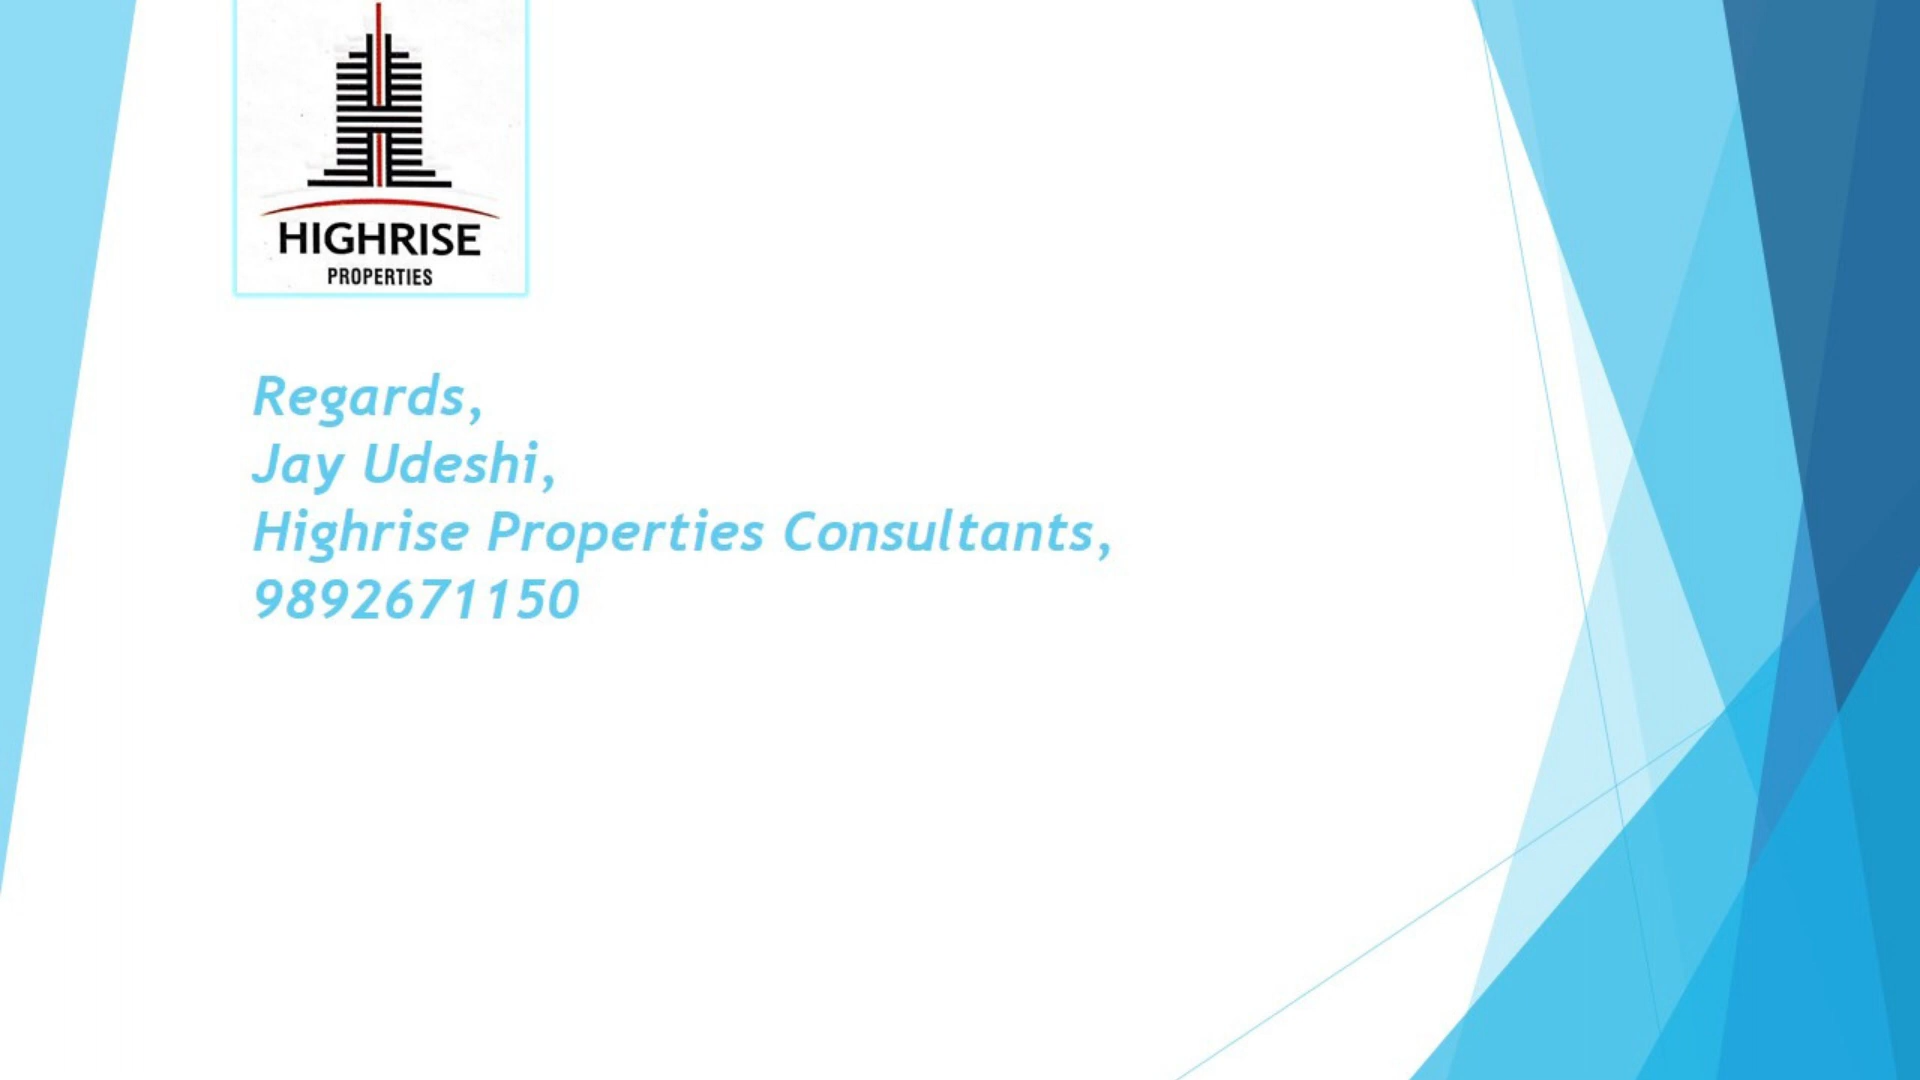 HIGHRISE
PROPERTIES
Regards,
Jay Udeshi,
Highrise Properties Consultants,
9892671150